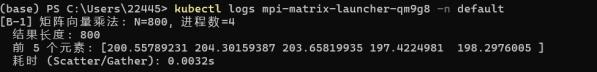 (base) PS C:\Users\22445> kubectl logs mpi-matrix-launcher-qm9g8 -n default
[B-1] 矩阵向量乘法: N=800, 进程数=4
结果长度: 800
前 5 个元素: [200.55789231 204.30159387 203.65819935 197.4224981  198.2976005 ]
耗时 (Scatter/Gather): 0.0032s